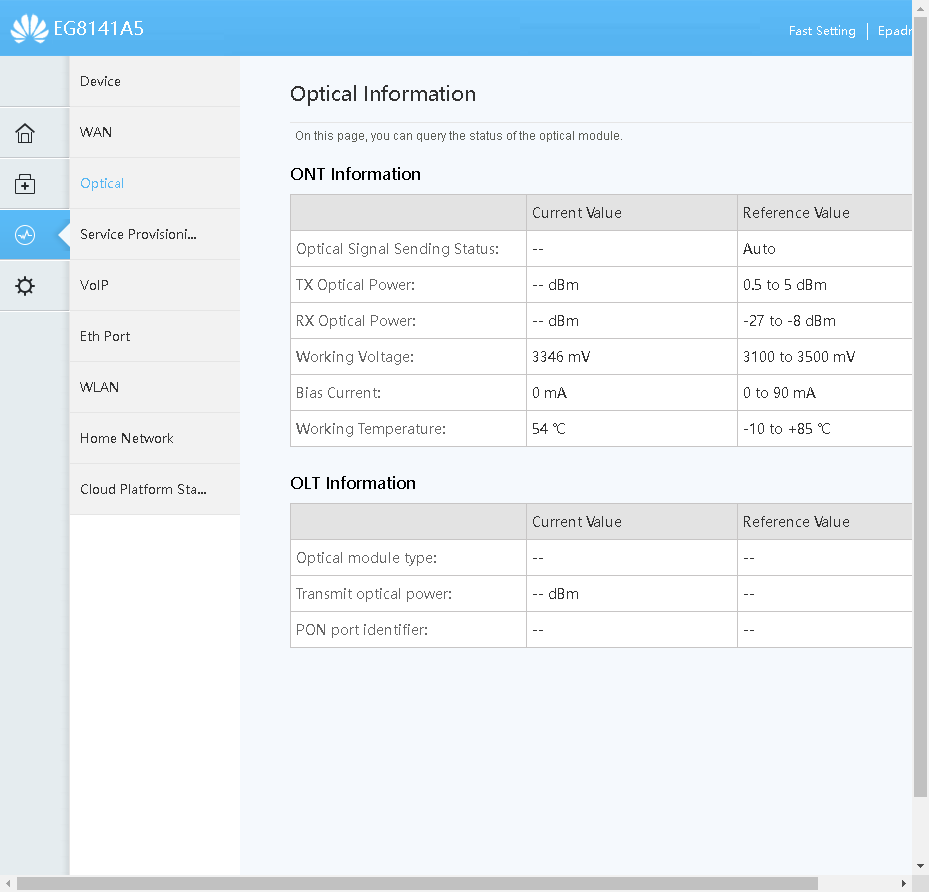 EG8141A5
Fast Setting
Device
WAN
Optical
Service Provisioni...
VoIP
Eth Port
WLAN
Home Network
Cloud Platform Sta...
Optical Information
On this page, you can query the status of the optical module.
ONT Information
Current Value Reference Value
Optical Signal Sending Status: -- Auto
TX Optical Power: -- dBm 0.5 to 5 dBm
RX Optical Power: -- dBm -27 to -8 dBm
Working Voltage: 3346 mV 3100 to 3500 mV
Bias Current: 0 mA 0 to 90 mA
Working Temperature: 54 ℃ -10 to +85 ℃
OLT Information
Current Value Reference Value
Optical module type: -- --
Transmit optical power: -- dBm --
PON port identifier: -- --